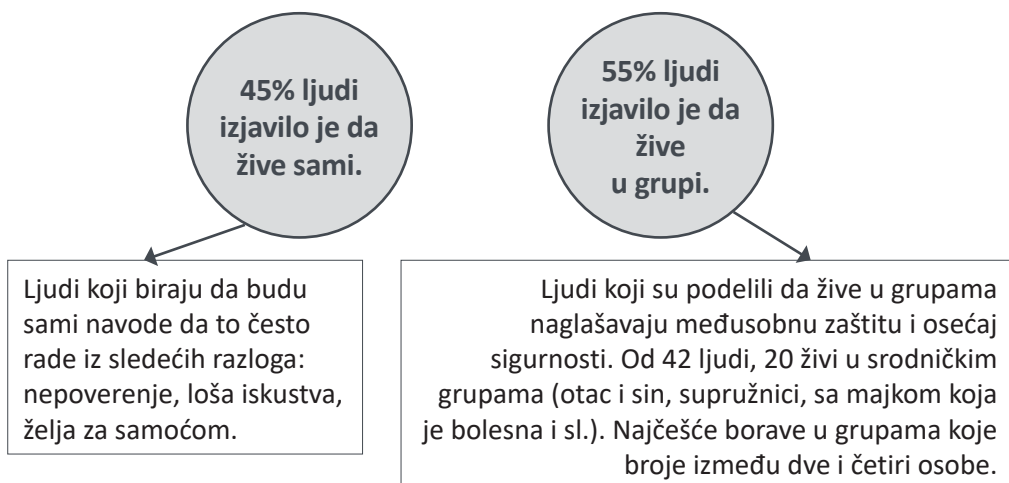 45% ljudi
izjavilo je da
žive sami.
55% ljudi
izjavilo je da
žive
u grupi.
Ljudi koji biraju da budu
sami navode da to često
rade iz sledećih razloga:
nepoverenje, loša iskustva,
želja za samoćom.
Ljudi koji su podelili da žive u grupama
naglašavaju međusobnu zaštitu i osećaj
sigurnosti. Od 42 ljudi, 20 živi u srodničkim
grupama (otac i sin, supružnici, sa majkom koja
je bolesna i sl.). Najčešće borave u grupama koje
broje između dve i četiri osobe.